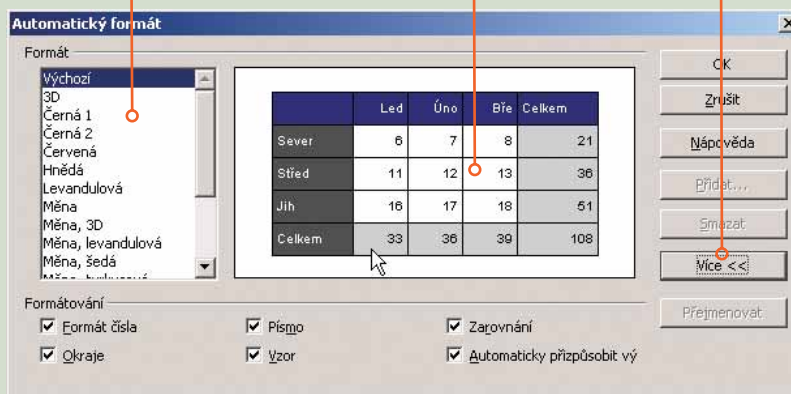 Automatický formát
Formát
Výchozí
3D
Černá 1
Černá 2
Červená
Hnědá
Levandulová
Měna
Měna, 3D
Měna, levandulová
Měna, šedá
Měna, tyrkysová
Led Úno Bře Celkem
Sever 6 7 8 21
Střed 11 12 13 36
Jih 16 17 18 51
Celkem 33 36 39 108
OK
Zrušit
Nápověda
Přidat...
Smazat
Více <<
Přejmenovat
Formátování
Formát čísla
Písmo
Zarovnání
Okraje
Vzor
Automaticky přizpůsobit vý